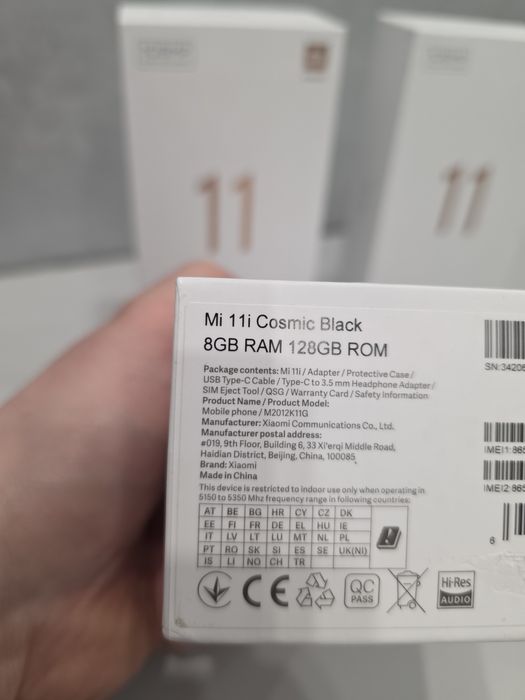 11
11
Mi 11i Cosmic Black
8GB RAM 128GB ROM
Package contents: Mi 11i / Adapter / Protective Case /
USB Type-C Cable / Type-C to 3.5 mm Headphone Adapter /
SIM Eject Tool / QSG / Warranty Card / Safety Information
Product Name / Product Model:
Mobile phone / M2012K11G
Manufacturer: Xiaomi Communications Co., Ltd.
Manufacturer postal address:
#019, 9th Floor, Building 6, 33 Xi'erqi Middle Road,
Haidian District, Beijing, China, 100085
Brand: Xiaomi
Made in China
This device is restricted to indoor use only when operating in
5150 to 5350 Mhz frequency range in following countries:
AT BE BG HR CY CZ DK
EE FI FR DE EL HU IE
IT LV LT LU MT NL PL
PT RO SK SI ES SE UK(NI)
IS LI NO CH TR
CE
QC
PASS
Hi-Res
AUDIO
SN:34206
IMEI1:865
IMEI2:865
6